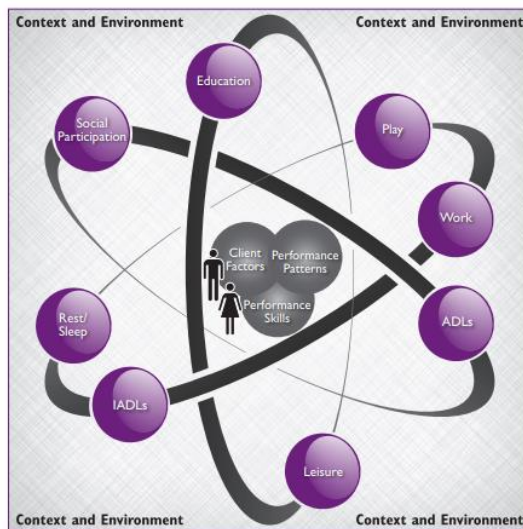 Context and Environment
Context and Environment
Education
Social
Participation
Play
Work
Client
Factors
Performance
Patterns
Performance
Skills
Rest/
Sleep
ADLs
IADLs
Leisure
Context and Environment
Context and Environment